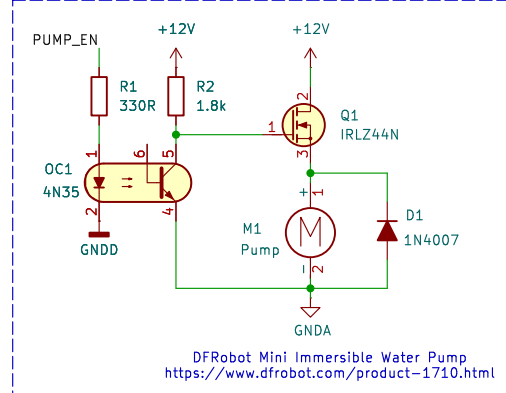 +12V
+12V
PUMP_EN
R1
330R
R2
1.8k
2
Q1
IRLZ44N
1
3
1
6
5
OC1
4N35
2
4
GNDD
+
1
M1
Pump
M
D1
1N4007
−
2
GNDA
DFRobot Mini Immersible Water Pump
https://www.dfrobot.com/product-1710.html